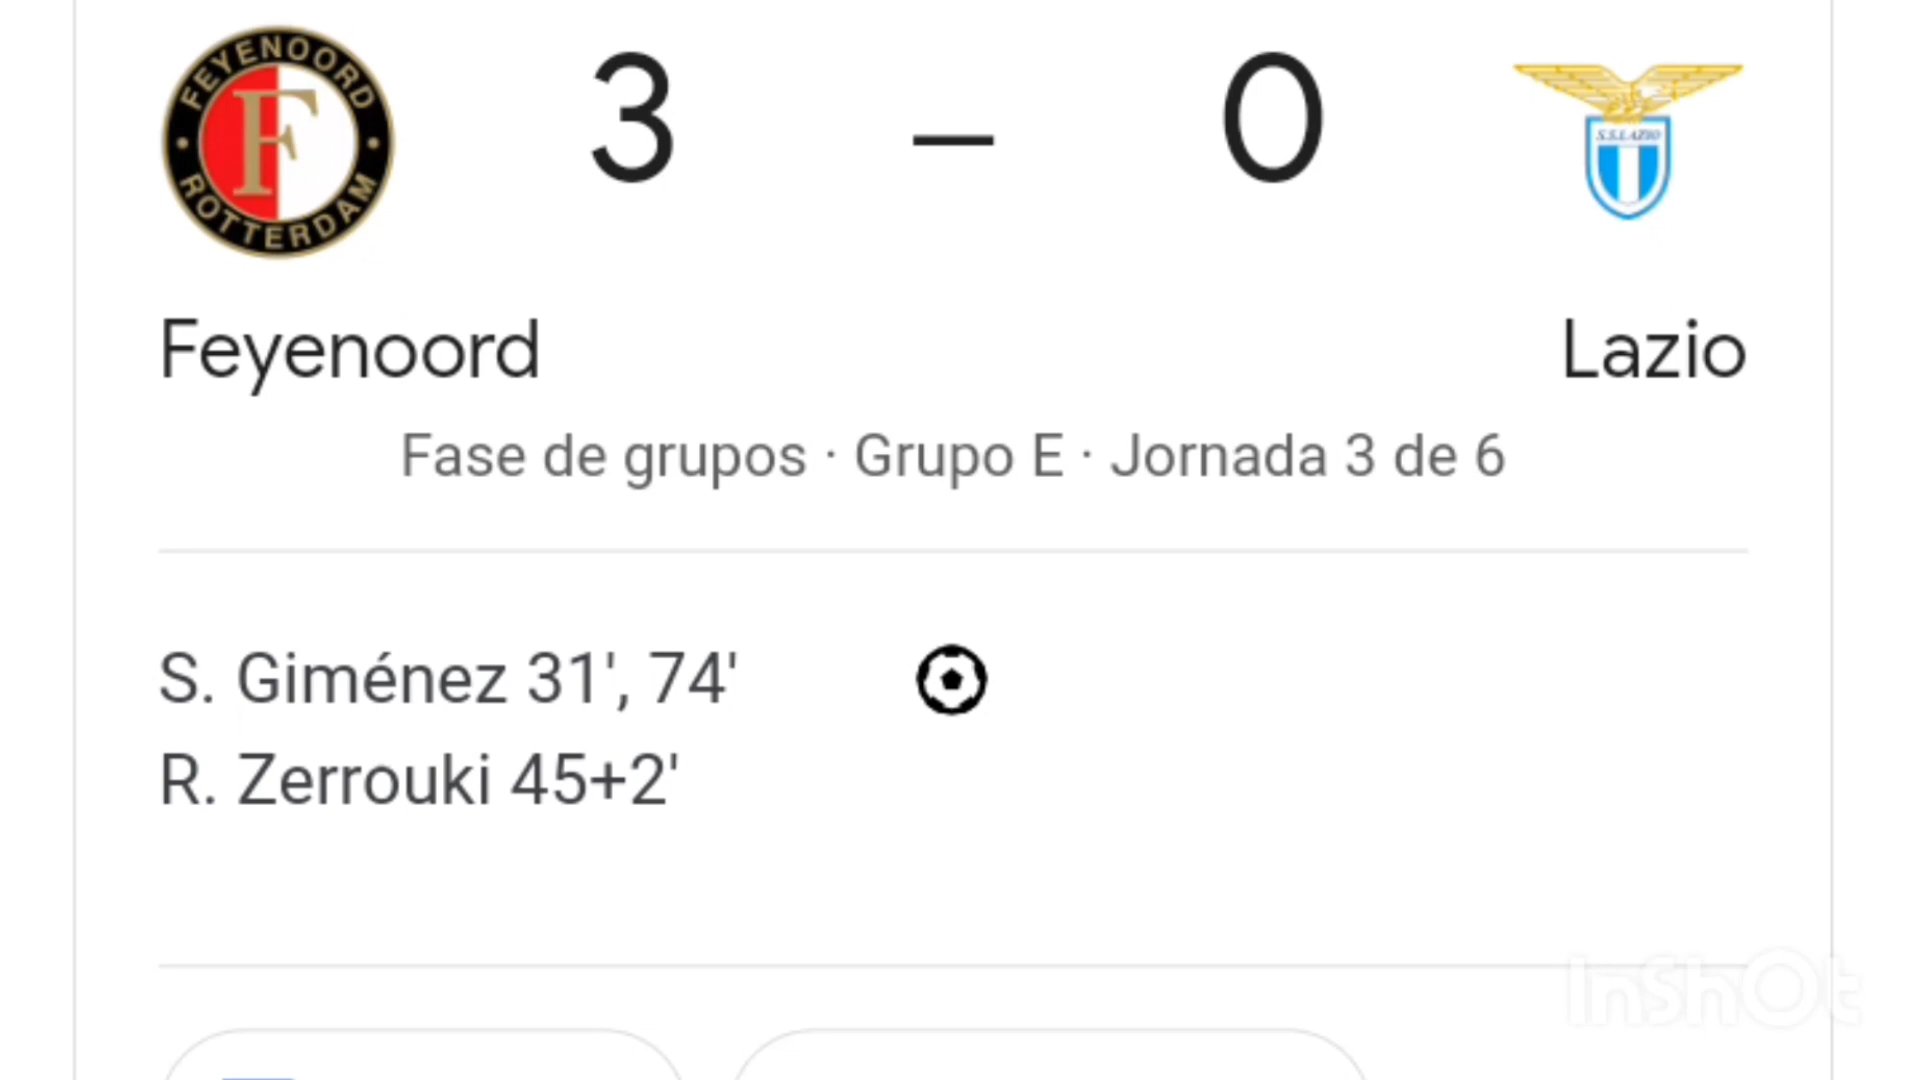 FEYENOORD
ROTTERDAM
F
3 – 0
S.S.LAZIO
Feyenoord
Lazio
Fase de grupos · Grupo E · Jornada 3 de 6
S. Giménez 31', 74'
R. Zerrouki 45+2'
InShOt